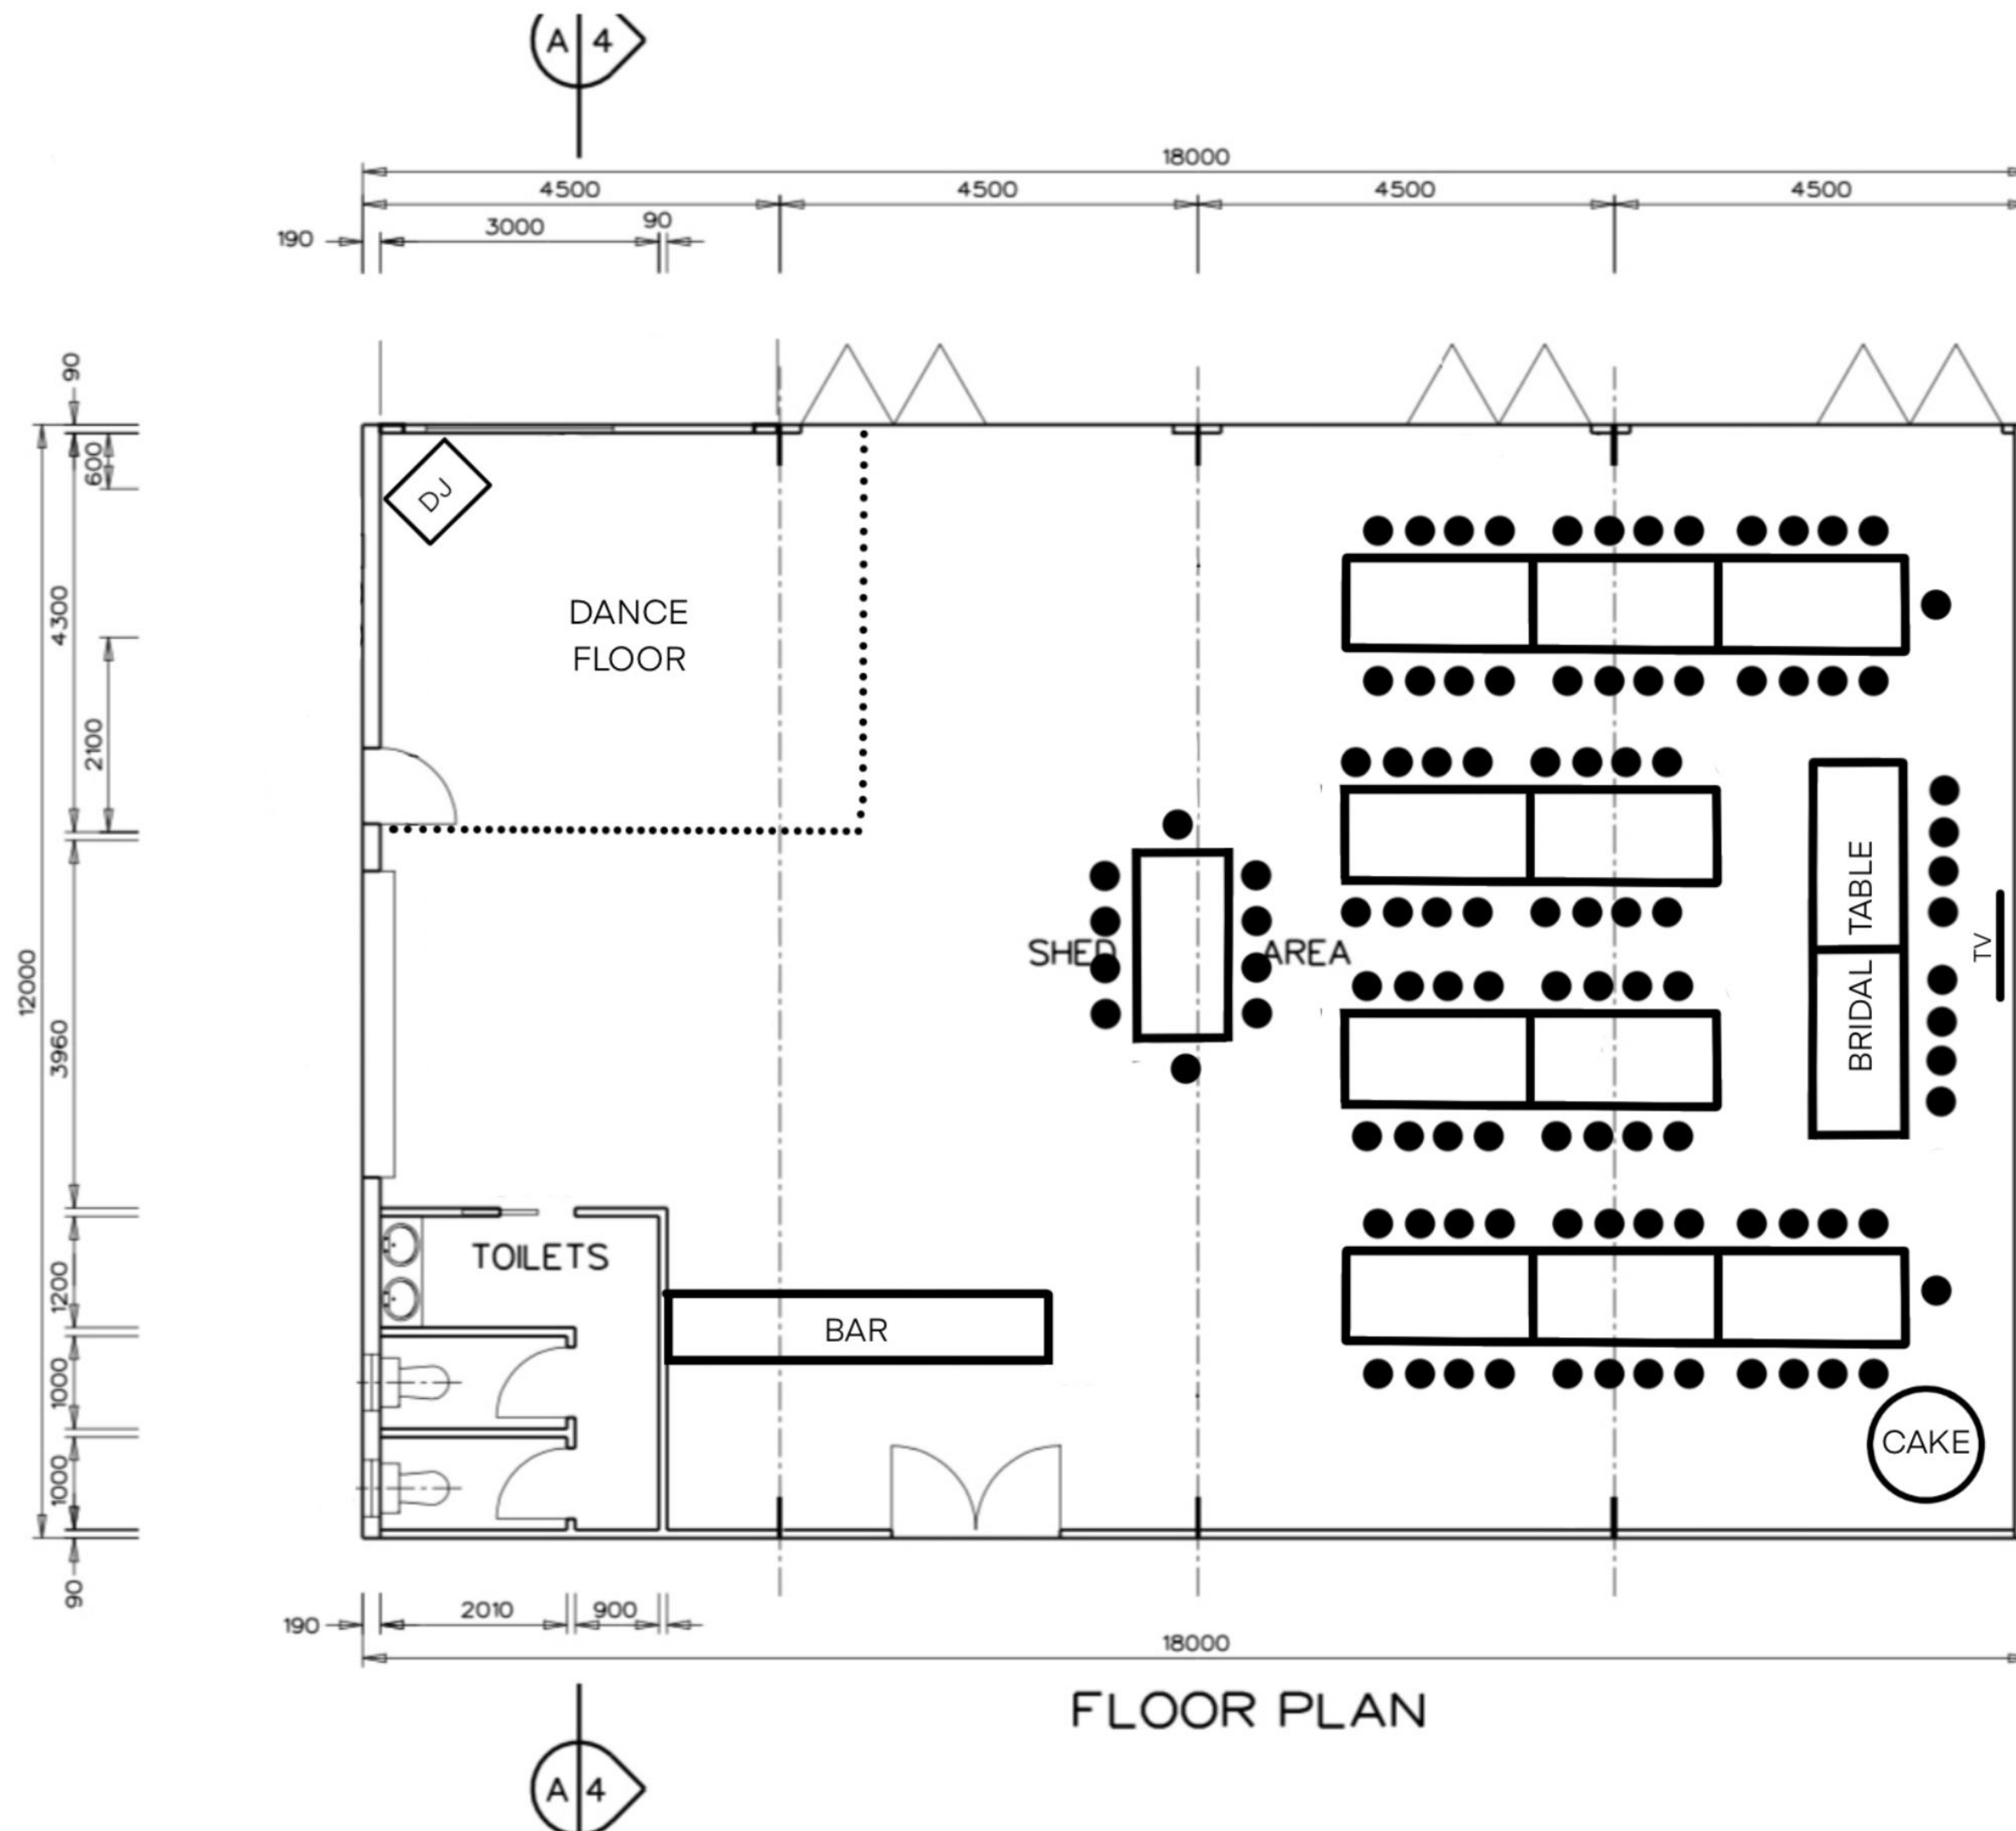 A 4
18000
4500 4500 4500 4500
190 3000 90
90
600
DJ
DANCE
FLOOR
4300
2100
12000
3960
SHED AREA
BRIDAL TABLE
TV
TOILETS
1200
BAR
1000
CAKE
1000
90
190 2010 900
18000
FLOOR PLAN
A 4